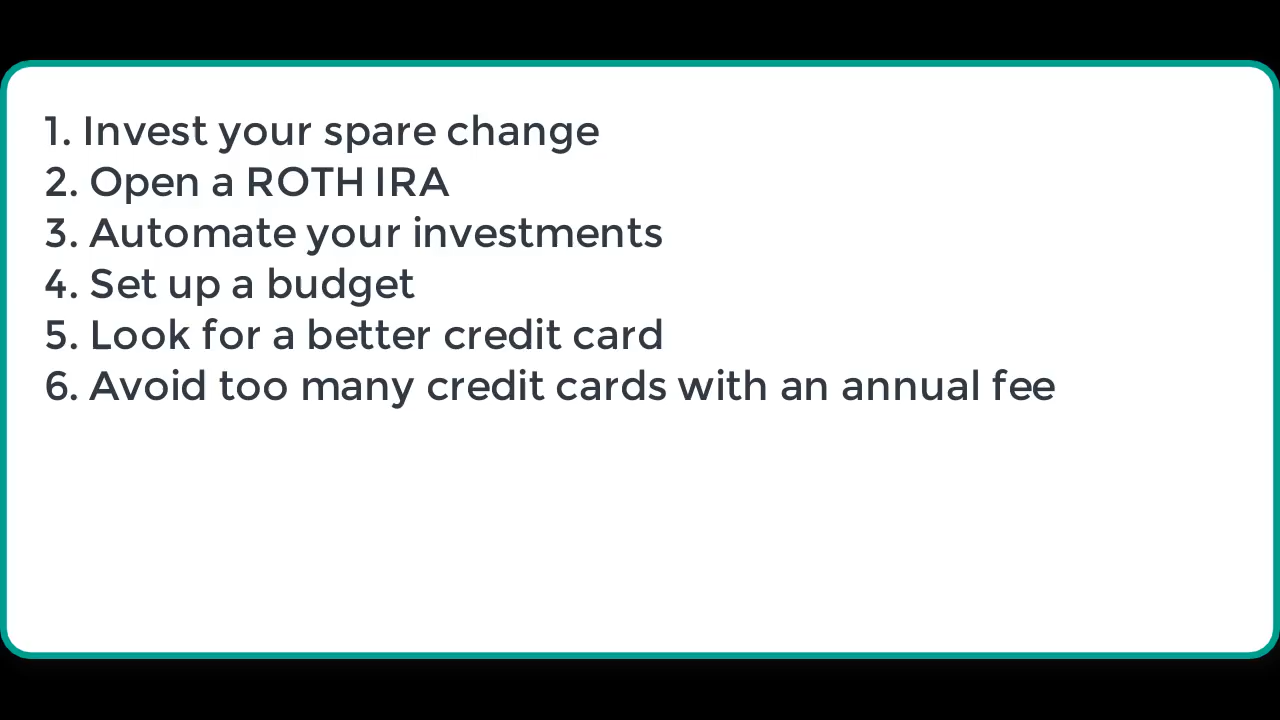 1. Invest your spare change
2. Open a ROTH IRA
3. Automate your investments
4. Set up a budget
5. Look for a better credit card
6. Avoid too many credit cards with an annual fee